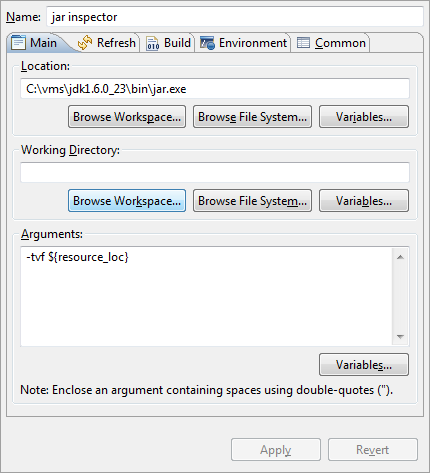 Name: jar inspector
Main Refresh Build Environment Common
Location:
C:\vms\jdk1.6.0_23\bin\jar.exe
Browse Workspace... Browse File System... Variables...
Working Directory:
Browse Workspace... Browse File System... Variables...
Arguments:
-tvf ${resource_loc}
Variables...
Note: Enclose an argument containing spaces using double-quotes (").
Apply Revert